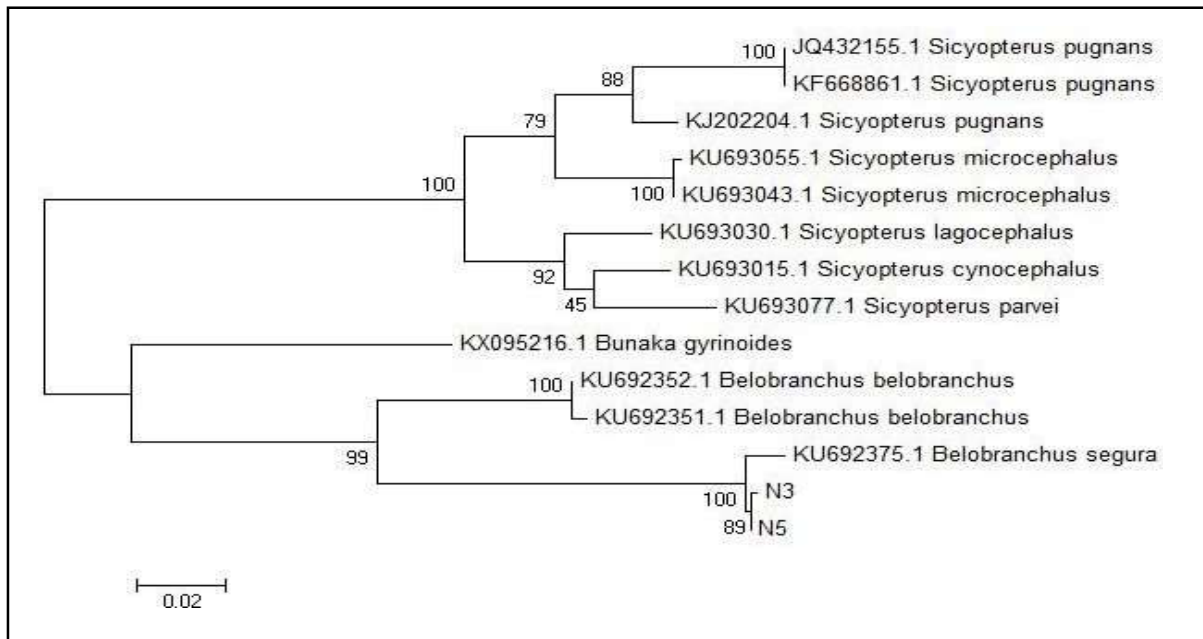 100
JQ432155.1 Sicyopterus pugnans
88
KF668861.1 Sicyopterus pugnans
79
KJ202204.1 Sicyopterus pugnans
KU693055.1 Sicyopterus microcephalus
100
100
KU693043.1 Sicyopterus microcephalus
KU693030.1 Sicyopterus lagocephalus
92
KU693015.1 Sicyopterus cynocephalus
45
KU693077.1 Sicyopterus parvei
KX095216.1 Bunaka gyrinoides
100
KU692352.1 Belobranchus belobranchus
KU692351.1 Belobranchus belobranchus
99
KU692375.1 Belobranchus segura
100
N3
89
N5
0.02